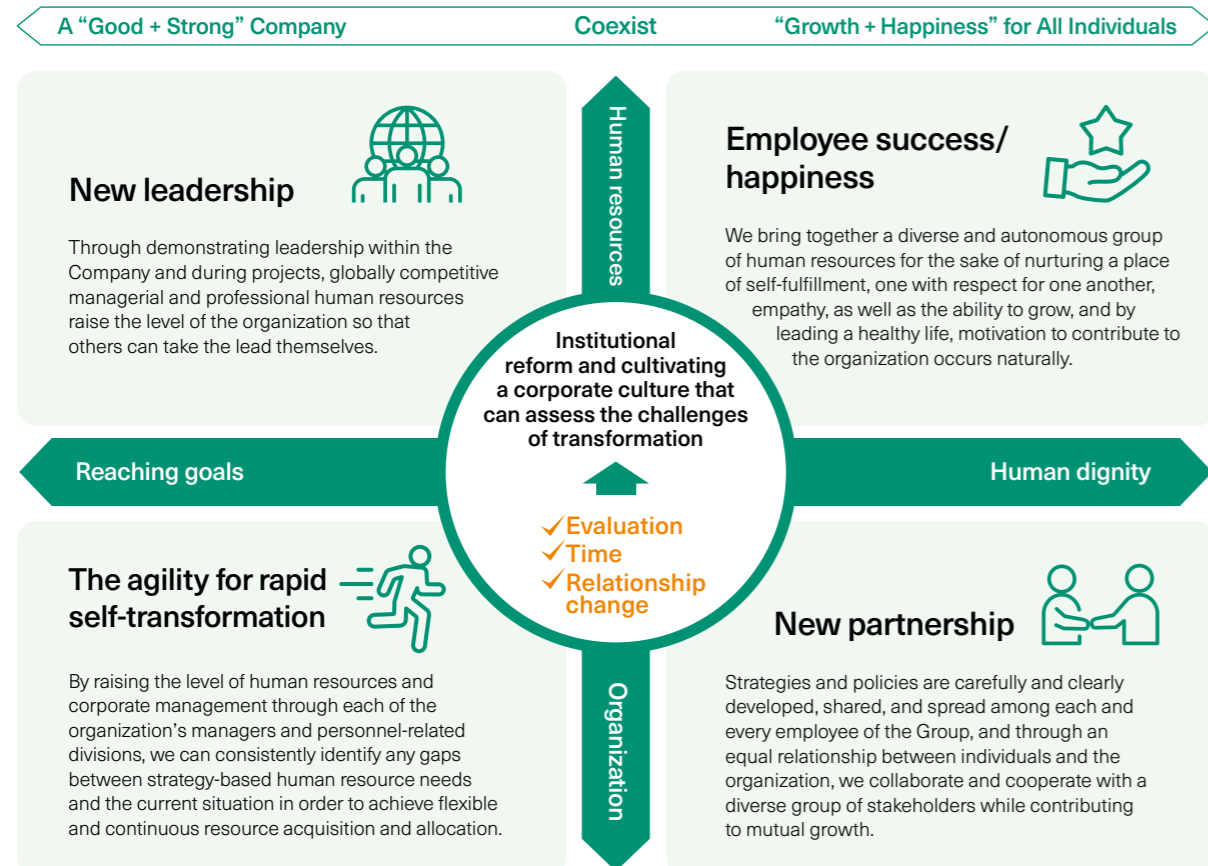 A “Good + Strong” Company
Coexist
“Growth + Happiness” for All Individuals
Human resources
New leadership
Through demonstrating leadership within the
Company and during projects, globally competitive
managerial and professional human resources
raise the level of the organization so that
others can take the lead themselves.
Employee success/
happiness
We bring together a diverse and autonomous group
of human resources for the sake of nurturing a place
of self-fulfillment, one with respect for one another,
empathy, as well as the ability to grow, and by
leading a healthy life, motivation to contribute to
the organization occurs naturally.
Institutional
reform and cultivating
a corporate culture that
can assess the challenges
of transformation
Reaching goals
Human dignity
✓Evaluation
✓Time
✓Relationship
change
The agility for rapid
self-transformation
By raising the level of human resources and
corporate management through each of the
organization’s managers and personnel-related
divisions, we can consistently identify any gaps
between strategy-based human resource needs
and the current situation in order to achieve flexible
and continuous resource acquisition and allocation.
Organization
New partnership
Strategies and policies are carefully and clearly
developed, shared, and spread among each and
every employee of the Group, and through an
equal relationship between individuals and the
organization, we collaborate and cooperate with a
diverse group of stakeholders while contributing
to mutual growth.